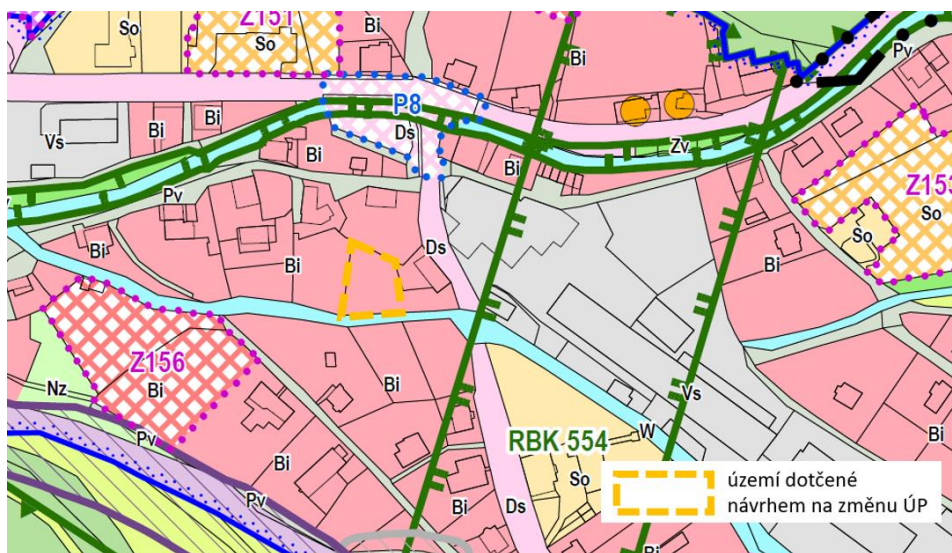 So
Z151
So
Bi
Bi
Pv
P8
Ds
Vs
Bi
Bi
Bi
Bi
Zv
Pv
Z153
So
So
Bi
Bi
Bi
Ds
Z156
Bi
Bi
Nz
Pv
Bi
Pv
Vs
RBK 554
W
So
Bi
Ds
Bi
Bi
území dotčené
návrhem na změnu ÚP